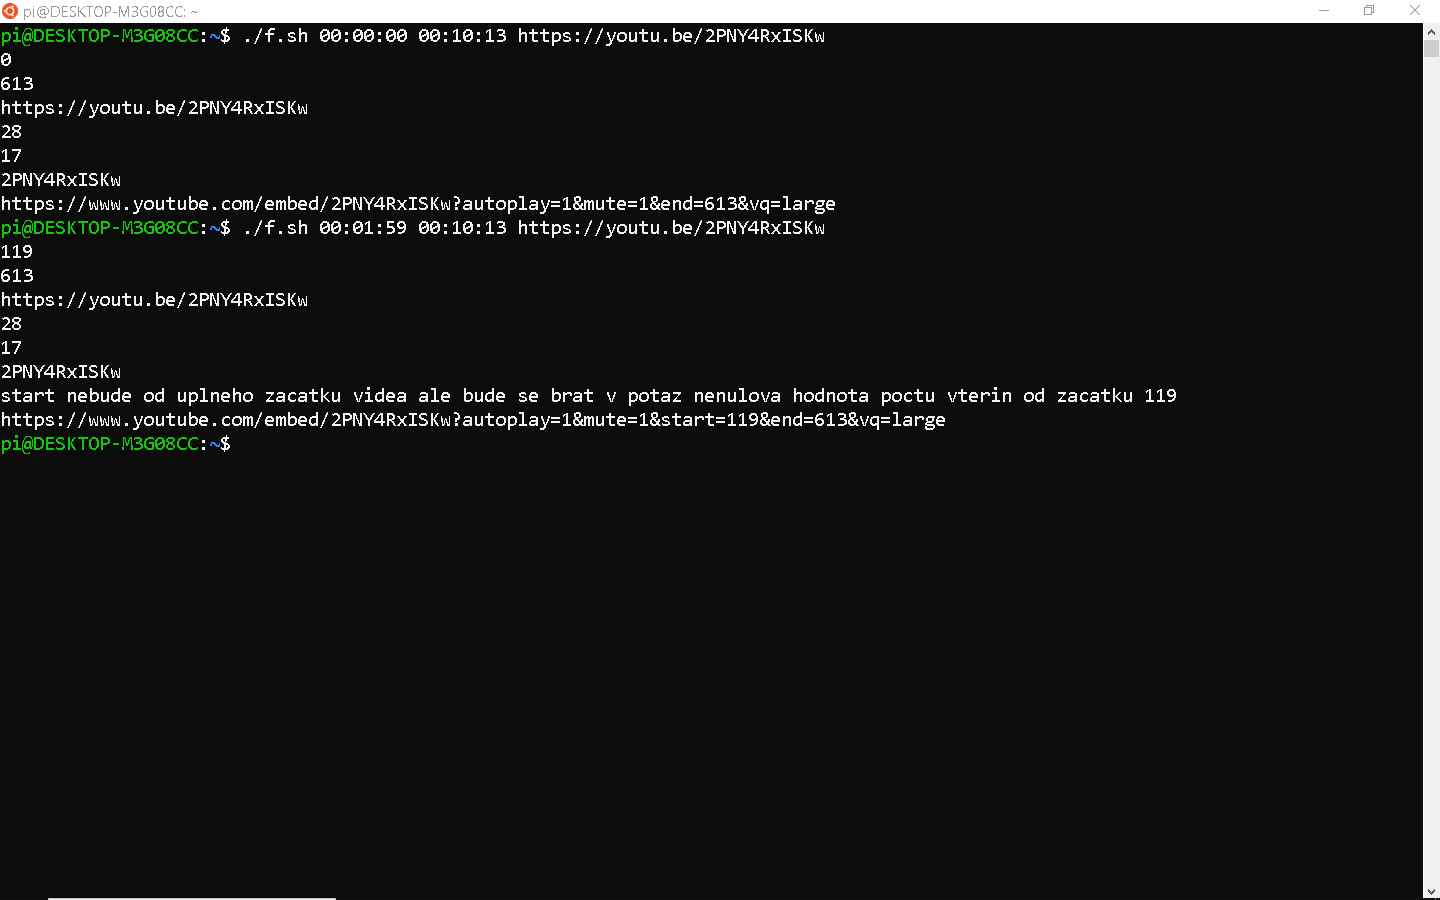 pi@DESKTOP-M3G08CC: ~
pi@DESKTOP-M3G08CC:~$ ./f.sh 00:00:00 00:10:13 https://youtu.be/2PNY4RxISKw
0
613
https://youtu.be/2PNY4RxISKw
28
17
2PNY4RxISKw
https://www.youtube.com/embed/2PNY4RxISKw?autoplay=1&mute=1&end=613&vq=large
pi@DESKTOP-M3G08CC:~$ ./f.sh 00:01:59 00:10:13 https://youtu.be/2PNY4RxISKw
119
613
https://youtu.be/2PNY4RxISKw
28
17
2PNY4RxISKw
start nebude od uplneho zacatku videa ale bude se brat v potaz nenulova hodnota poctu vterin od zacatku 119
https://www.youtube.com/embed/2PNY4RxISKw?autoplay=1&mute=1&start=119&end=613&vq=large
pi@DESKTOP-M3G08CC:~$